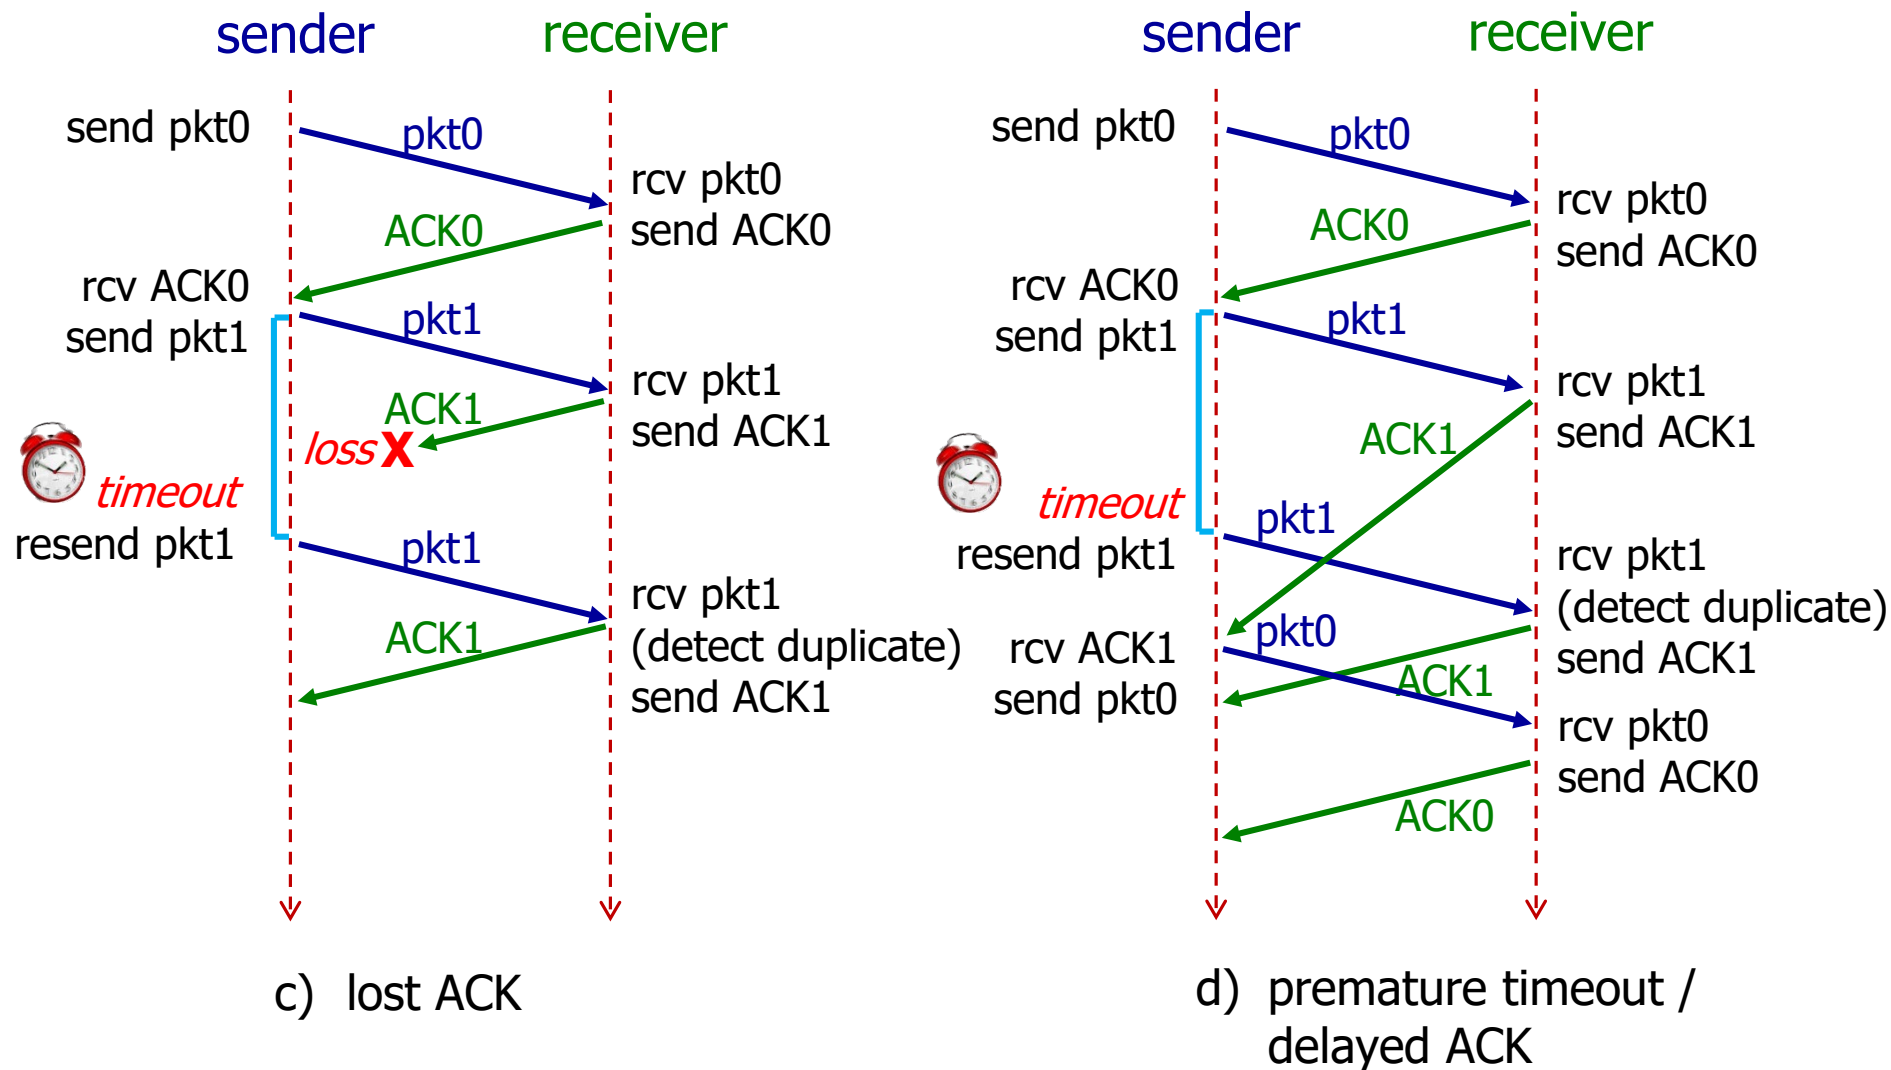 sender
receiver
send pkt0
pkt0
rcv pkt0
send ACK0
ACK0
rcv ACK0
send pkt1
pkt1
rcv pkt1
send ACK1
ACK1
loss X
timeout
resend pkt1
pkt1
rcv pkt1
(detect duplicate)
send ACK1
ACK1
c) lost ACK
sender
receiver
send pkt0
pkt0
rcv pkt0
send ACK0
ACK0
rcv ACK0
send pkt1
pkt1
rcv pkt1
send ACK1
ACK1
timeout
resend pkt1
pkt1
rcv pkt1
(detect duplicate)
send ACK1
rcv ACK1
send pkt0
pkt0
ACK1
rcv pkt0
send ACK0
ACK0
d) premature timeout /
delayed ACK